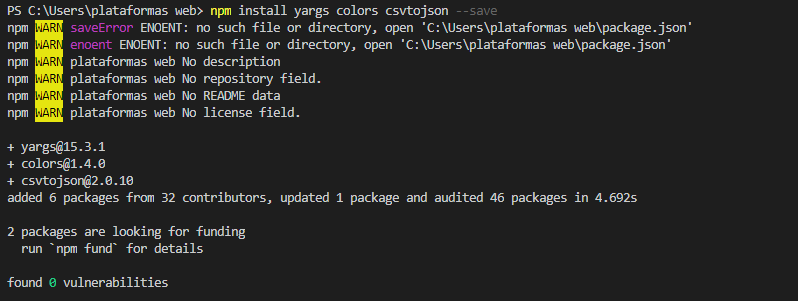 PS C:\Users\plataformas web> npm install yargs colors csvtojson --save
npm WARN saveError ENOENT: no such file or directory, open 'C:\Users\plataformas web\package.json'
npm WARN enoent ENOENT: no such file or directory, open 'C:\Users\plataformas web\package.json'
npm WARN plataformas web No description
npm WARN plataformas web No repository field.
npm WARN plataformas web No README data
npm WARN plataformas web No license field.
+ yargs@15.3.1
+ colors@1.4.0
+ csvtojson@2.0.10
added 6 packages from 32 contributors, updated 1 package and audited 46 packages in 4.692s
2 packages are looking for funding
  run `npm fund` for details
found 0 vulnerabilities